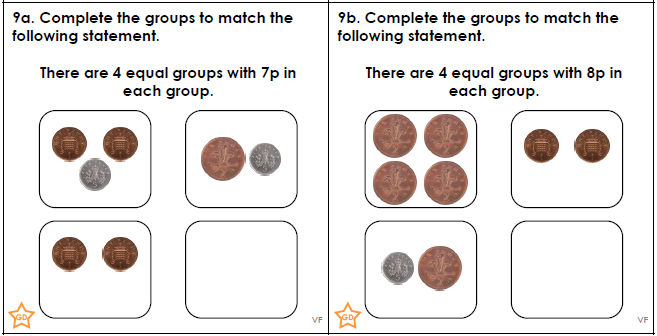 9a. Complete the groups to match the
following statement.
There are 4 equal groups with 7p in
each group.
GD
VF
9b. Complete the groups to match the
following statement.
There are 4 equal groups with 8p in
each group.
GD
VF